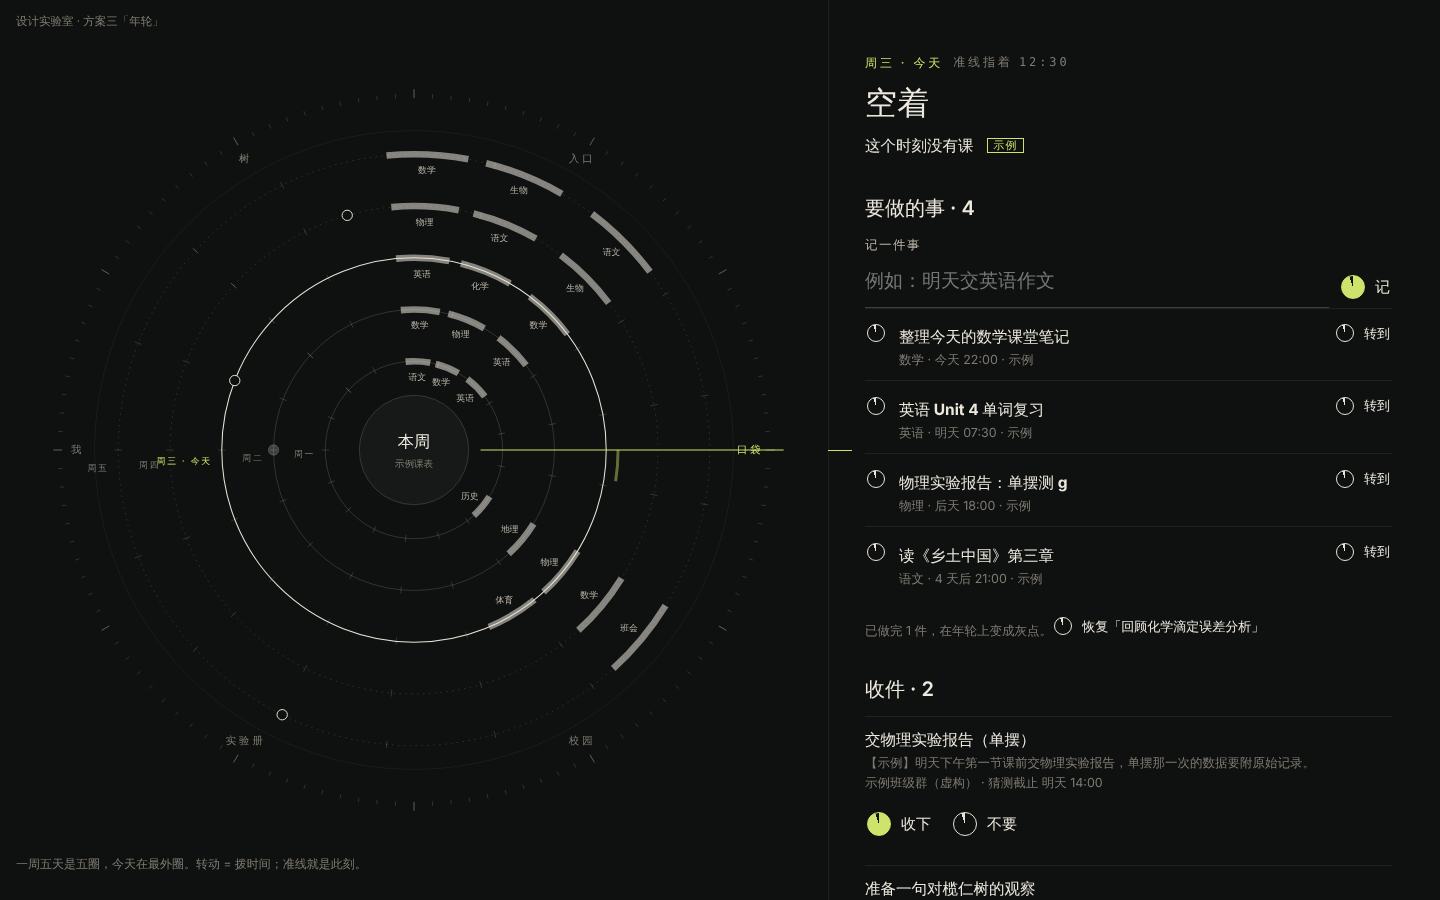 设计实验室 · 方案三「年轮」
树
入口
数学
生物
语文
物理
语文
生物
英语
化学
数学
数学
物理
英语
语文
数学
英语
本周
示例课表
我
周五
周四
周三 · 今天
周二
周一
口袋
历史
地理
物理
体育
数学
班会
实验册
校园
一周五天是五圈，今天在最外圈。转动 = 拨时间；准线就是此刻。
周三 · 今天 准线指着 12:30
空着
这个时刻没有课 示例
要做的事 · 4
记一件事
例如：明天交英语作文 记
整理今天的数学课堂笔记 转到
数学 · 今天 22:00 · 示例
英语 Unit 4 单词复习 转到
英语 · 明天 07:30 · 示例
物理实验报告：单摆测 g 转到
物理 · 后天 18:00 · 示例
读《乡土中国》第三章 转到
语文 · 4 天后 21:00 · 示例
已做完 1 件，在年轮上变成灰点。 恢复「回顾化学滴定误差分析」
收件 · 2
交物理实验报告（单摆）
【示例】明天下午第一节课前交物理实验报告，单摆那一次的数据要附原始记录。
示例班级群（虚构） · 猜测截止 明天 14:00
收下 不要
准备一句对榄仁树的观察